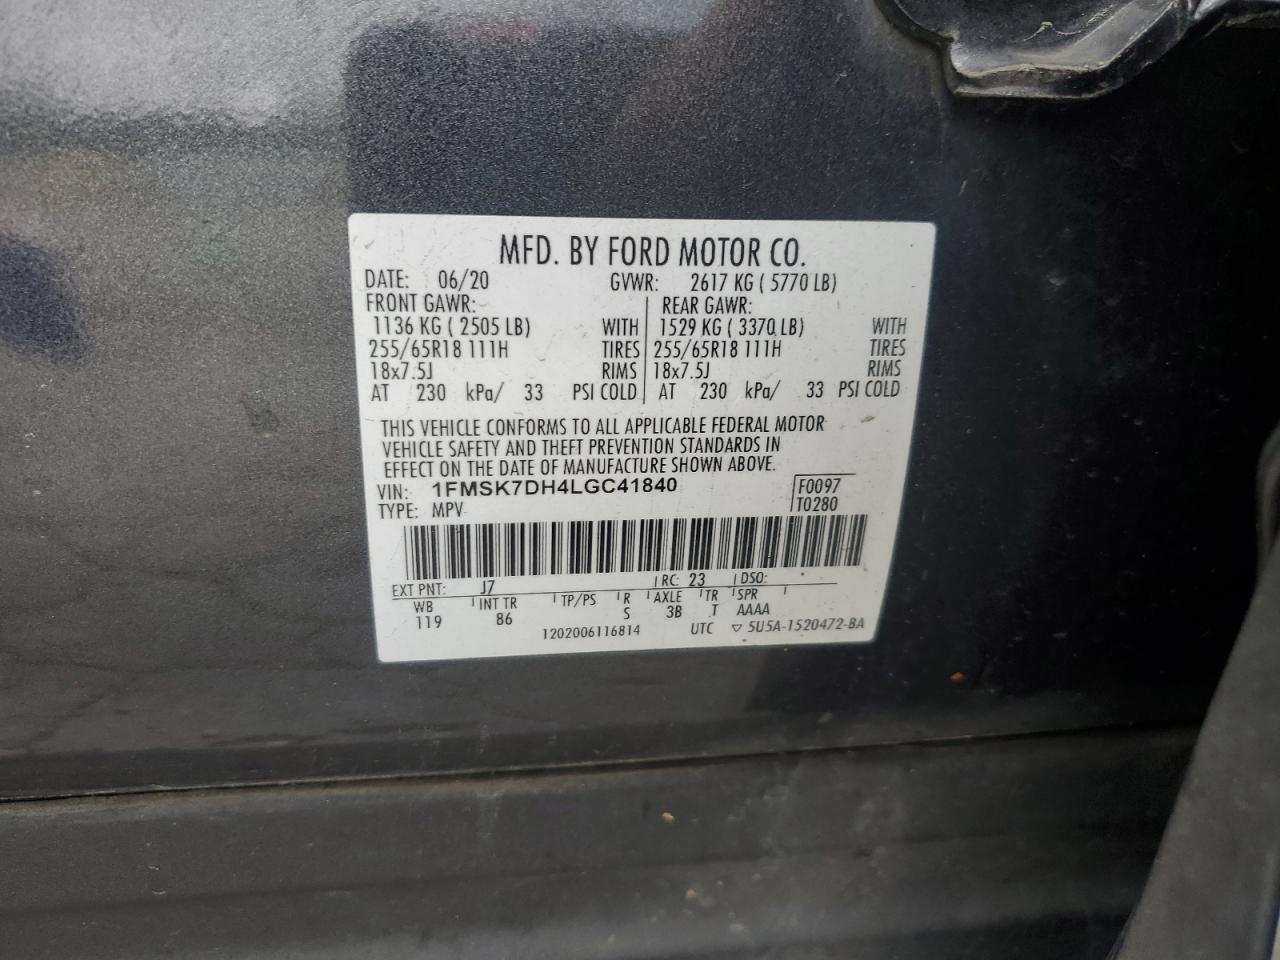 MFD. BY FORD MOTOR CO.
DATE: 06/20 GVWR: 2617 KG ( 5770 LB)
FRONT GAWR: REAR GAWR:
1136 KG ( 2505 LB) WITH 1529 KG ( 3370 LB) WITH
255/65R18 111H TIRES 255/65R18 111H TIRES
18x7.5J RIMS 18x7.5J RIMS
AT 230 kPa/ 33 PSI COLD AT 230 kPa/ 33 PSI COLD
THIS VEHICLE CONFORMS TO ALL APPLICABLE FEDERAL MOTOR
VEHICLE SAFETY AND THEFT PREVENTION STANDARDS IN
EFFECT ON THE DATE OF MANUFACTURE SHOWN ABOVE.
VIN: 1FMSK7DH4LGC41840 F0097
TYPE: MPV T0280
EXT PNT: J7 RC: 23 DSO:
WB INT TR TP/PS R AXLE TR SPR
119 86 S 3B T AAAA
1202006116814 UTC ▽ 5U5A-1520472-BA